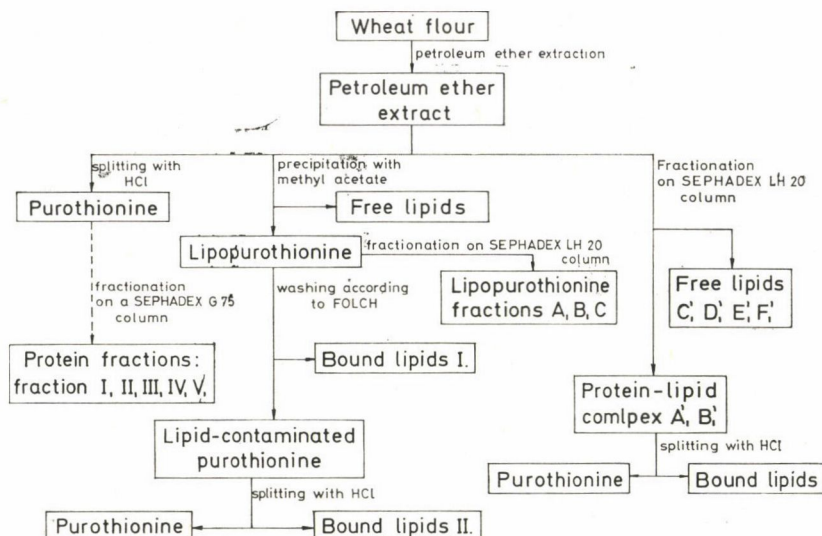 Wheat flour
petroleum ether extraction
Petroleum ether
extract
splitting with
HCl
precipitation with
methyl acetate
Fractionation
on SEPHADEX LH 20
column
Purothionine
Free lipids
Lipopurothionine
fractionation on SEPHADEX LH 20
column
fractionation
on a SEPHADEX G 75
column
washing according
to FOLCH
Lipopurothionine
fractions A, B, C
Free lipids
C', D', E', F',
Protein fractions:
fraction I, II, III, IV, V,
Bound lipids I.
Protein-lipid
comlpex A', B',
Lipid-contaminated
purothionine
splitting with HCl
Purothionine
Bound lipids
splitting with HCl
Purothionine
Bound lipids II.